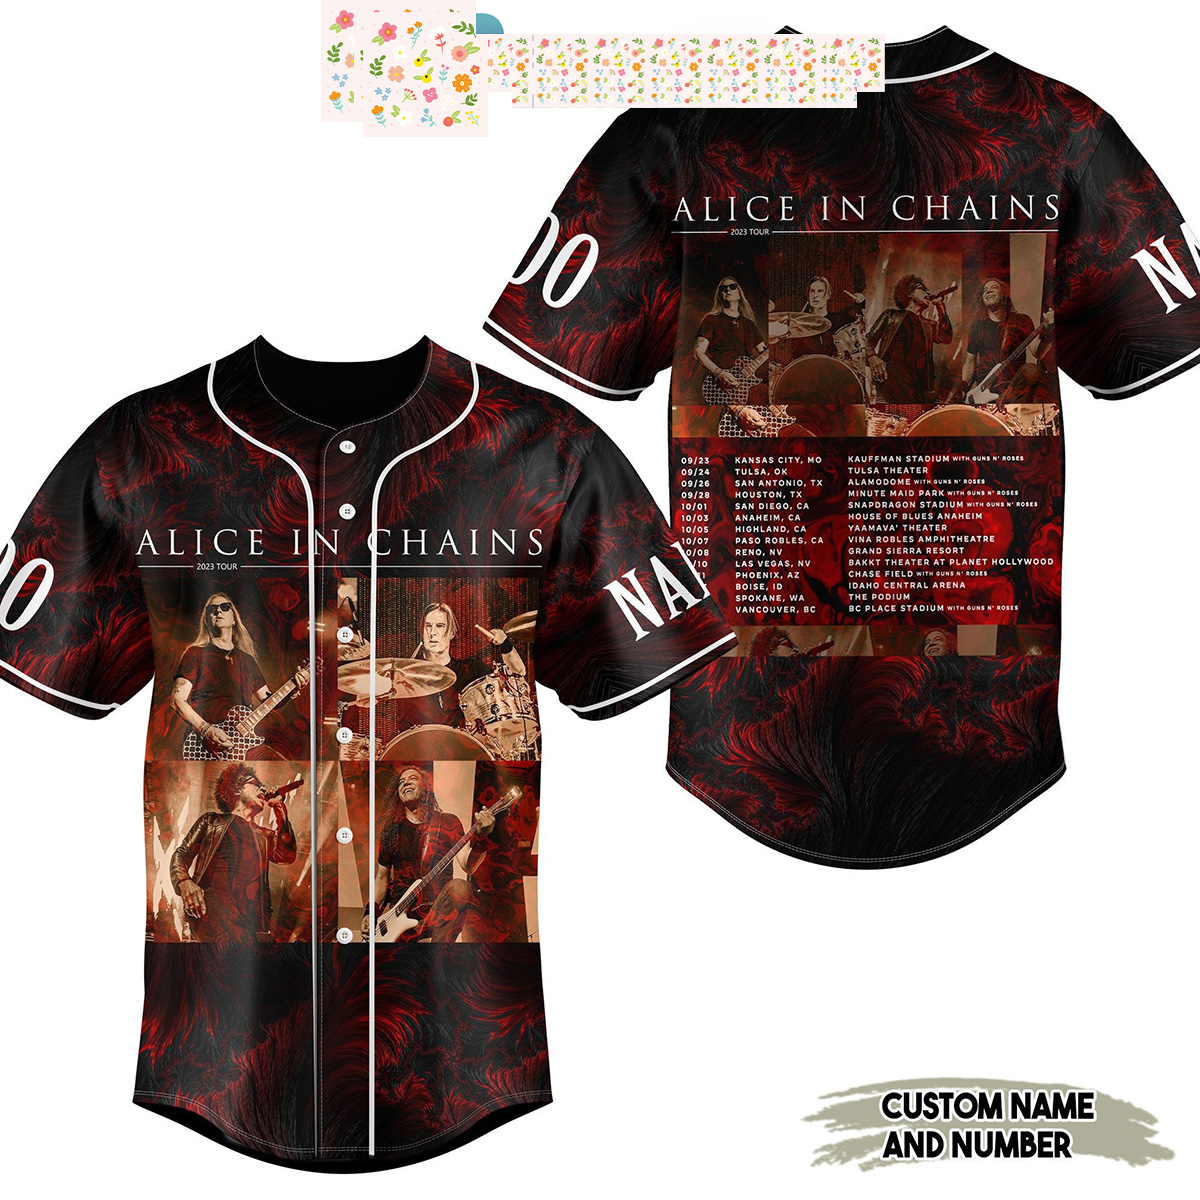 ALICE IN CHAINS
2023 TOUR
00
NA
09/23 KANSAS CITY, MO KAUFFMAN STADIUM WITH GUNS N' ROSES
09/24 TULSA, OK TULSA THEATER
09/26 SAN ANTONIO, TX ALAMODOME WITH GUNS N' ROSES
09/28 HOUSTON, TX MINUTE MAID PARK WITH GUNS N' ROSES
10/01 SAN DIEGO, CA SNAPDRAGON STADIUM WITH GUNS N' ROSES
10/03 ANAHEIM, CA HOUSE OF BLUES ANAHEIM
10/05 HIGHLAND, CA YAAMAVA' THEATER
10/07 PASO ROBLES, CA VINA ROBLES AMPHITHEATRE
0/08 RENO, NV GRAND SIERRA RESORT
/10 LAS VEGAS, NV BAKKT THEATER AT PLANET HOLLYWOOD
PHOENIX, AZ CHASE FIELD WITH GUNS N' ROSES
BOISE, ID IDAHO CENTRAL ARENA
SPOKANE, WA THE PODIUM
VANCOUVER, BC BC PLACE STADIUM WITH GUNS N' ROSES
ALICE IN CHAINS
2023 TOUR
00
NA
CUSTOM NAME
AND NUMBER